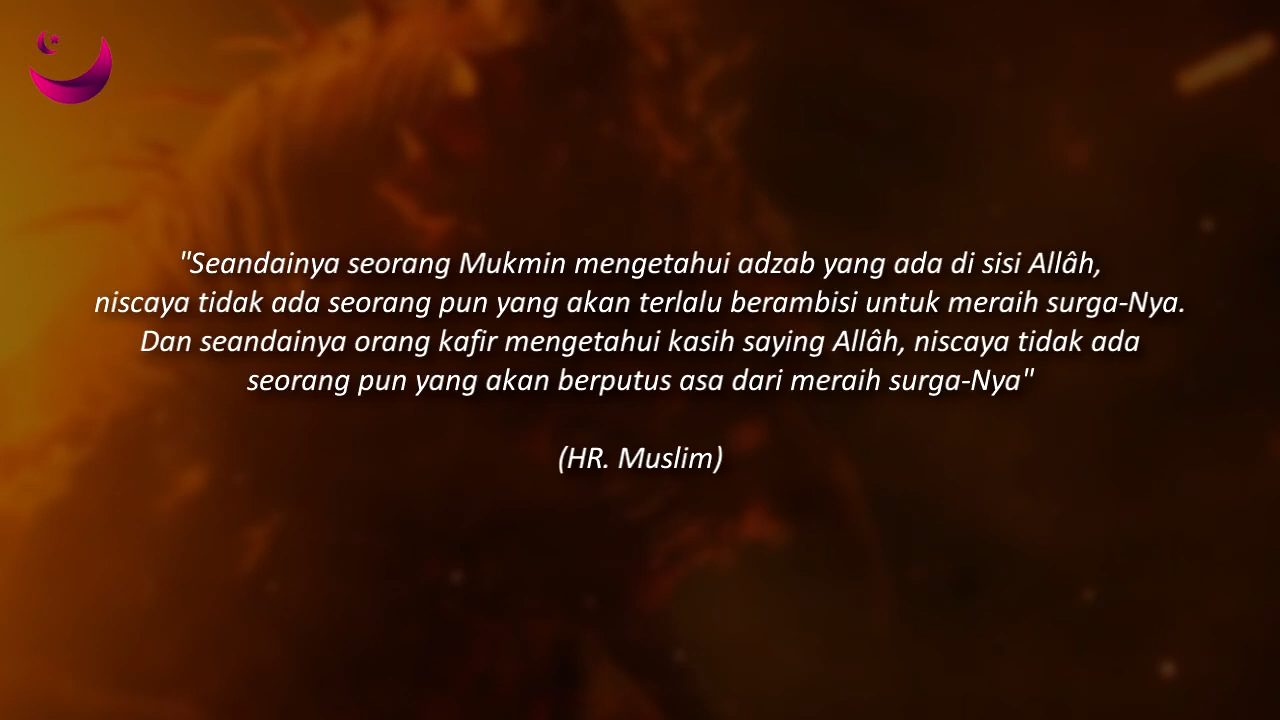 "Seandainya seorang Mukmin mengetahui adzab yang ada di sisi Allâh,
niscaya tidak ada seorang pun yang akan terlalu berambisi untuk meraih surga-Nya.
Dan seandainya orang kafir mengetahui kasih saying Allâh, niscaya tidak ada
seorang pun yang akan berputus asa dari meraih surga-Nya"
(HR. Muslim)